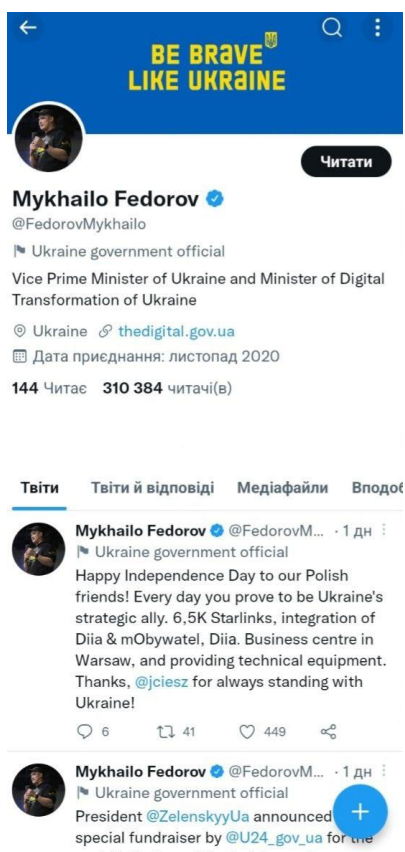 BE BRAVE
LIKE UKRAINE
Читати
Mykhailo Fedorov
@FedorovMykhailo
Ukraine government official
Vice Prime Minister of Ukraine and Minister of Digital
Transformation of Ukraine
Ukraine thedigital.gov.ua
Дата приєднання: листопад 2020
144 Читає 310 384 читачі(в)
Твіти Твіти й відповіді Медіафайли Вподоб
Mykhailo Fedorov @FedorovM... · 1 дн
Ukraine government official
Happy Independence Day to our Polish
friends! Every day you prove to be Ukraine's
strategic ally. 6,5K Starlinks, integration of
Diia & mObywatel, Diia. Business centre in
Warsaw, and providing technical equipment.
Thanks, @jciesz for always standing with
Ukraine!
6 41 449
Mykhailo Fedorov @FedorovM... · 1 дн
Ukraine government official
President @ZelenskyyUa announced
special fundraiser by @U24_gov_ua for the